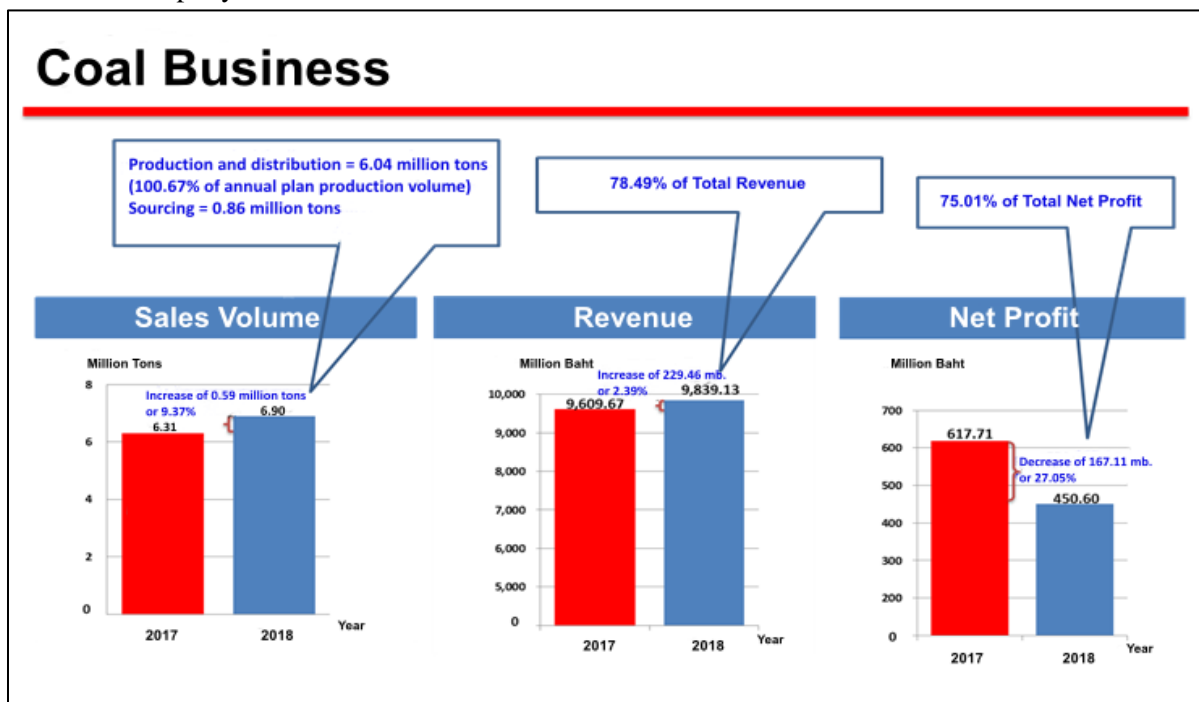 Coal Business
Production and distribution = 6.04 million tons
(100.67% of annual plan production volume)
Sourcing = 0.86 million tons
78.49% of Total Revenue
75.01% of Total Net Profit
Sales Volume
Million Tons
8
6
4
2
0
Increase of 0.59 million tons
or 9.37%
6.31
6.90
2017
2018
Year
Revenue
Million Baht
10,000
9,000
8,000
7,000
6,000
5,000
0
Increase of 229.46 mb.
or 2.39%
9,609.67
9,839.13
2017
2018
Year
Net Profit
Million Baht
700
600
500
400
300
200
0
617.71
Decrease of 167.11 mb.
or 27.05%
450.60
2017
2018
Year